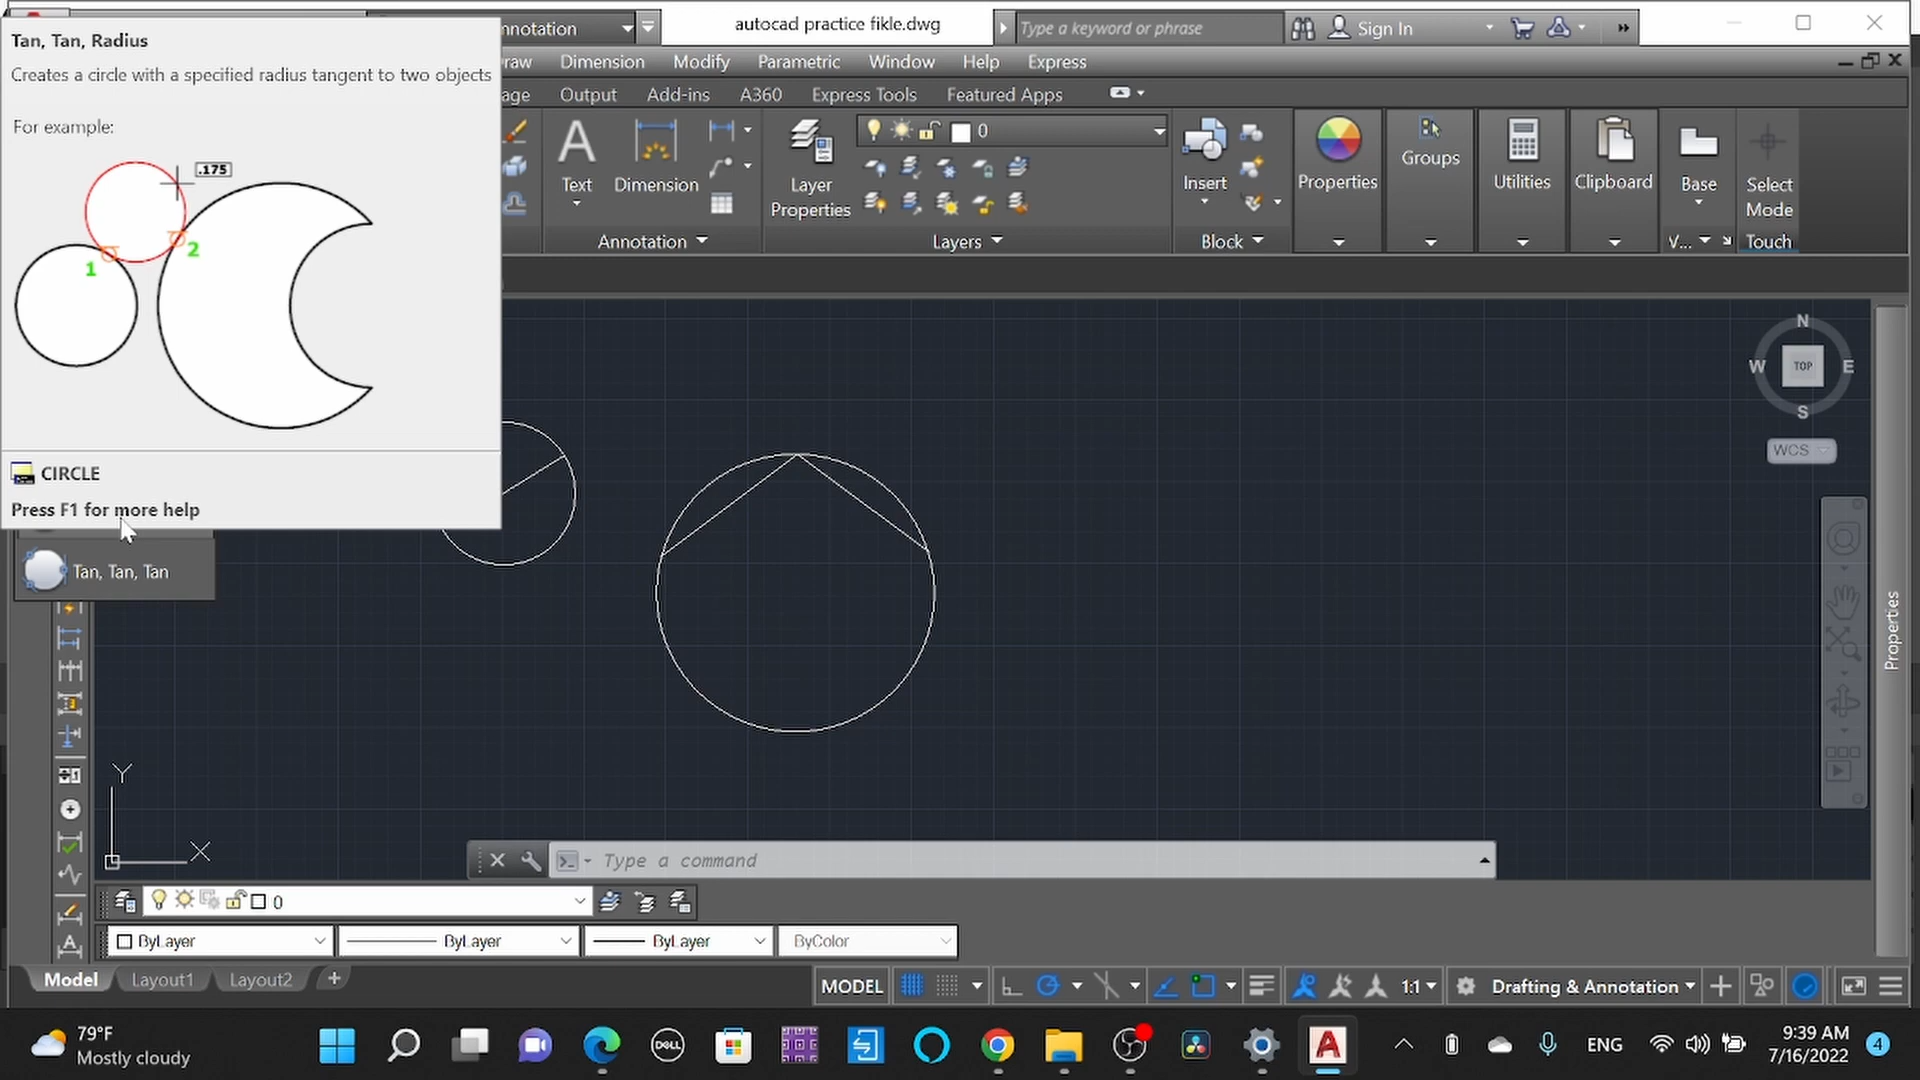 nnotation
autocad practice fikle.dwg
Type a keyword or phrase
Sign In
Tan, Tan, Radius
Creates a circle with a specified radius tangent to two objects
For example:
.175
1
2
CIRCLE
Press F1 for more help
Tan, Tan, Tan
raw
Dimension
Modify
Parametric
Window
Help
Express
age
Output
Add-ins
A360
Express Tools
Featured Apps
A
Text
Dimension
Annotation
0
Layer
Properties
Layers
Insert
Block
Properties
Groups
Utilities
Clipboard
Base
V...
Select
Mode
Touch
N
W
TOP
E
S
WCS
Properties
Y
X
Type a command
0
ByLayer
ByLayer
ByLayer
ByColor
Model
Layout1
Layout2
MODEL
1:1
Drafting & Annotation
79°F
Mostly cloudy
DELL
A
ENG
9:39 AM
7/16/2022
4